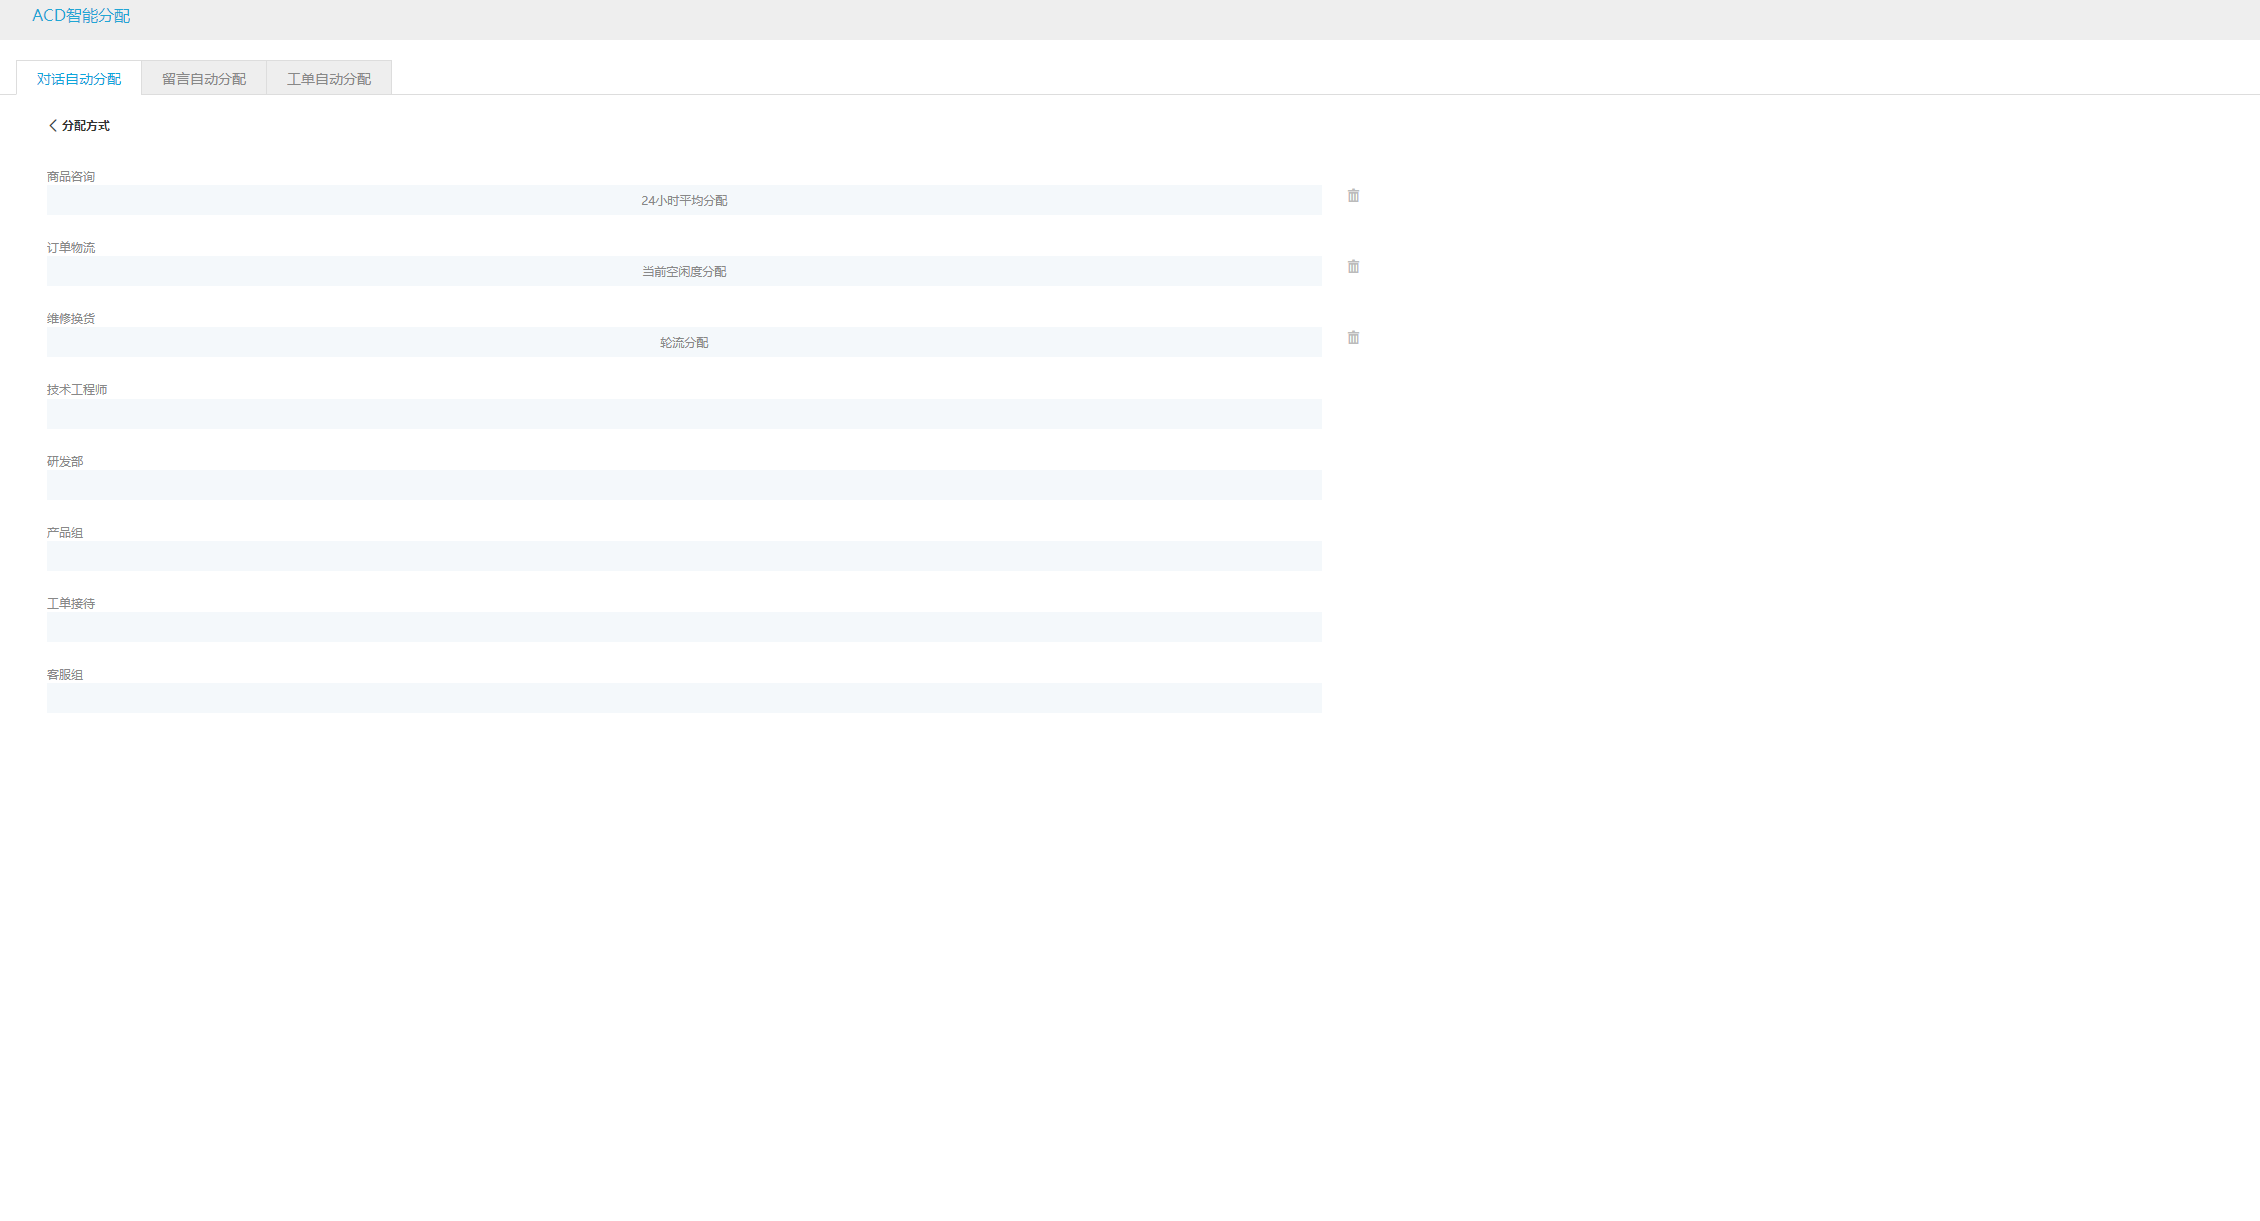 ACD智能分配
对话自动分配 留言自动分配 工单自动分配
分配方式
商品咨询
24小时平均分配
订单物流
当前空闲度分配
维修换货
轮流分配
技术工程师
研发部
产品组
工单接待
客服组